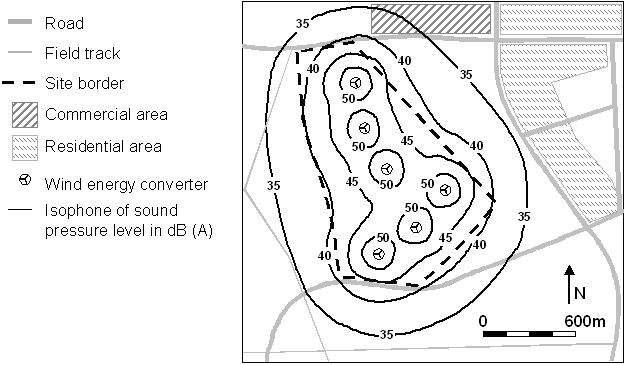 Road
Field track
Site border
Commercial area
Residential area
Wind energy converter
Isophone of sound
pressure level in dB (A)
35
40
40
35
50
45
50
40
35
45
50
50
35
50
50
45
40
40
N
0 600m
35